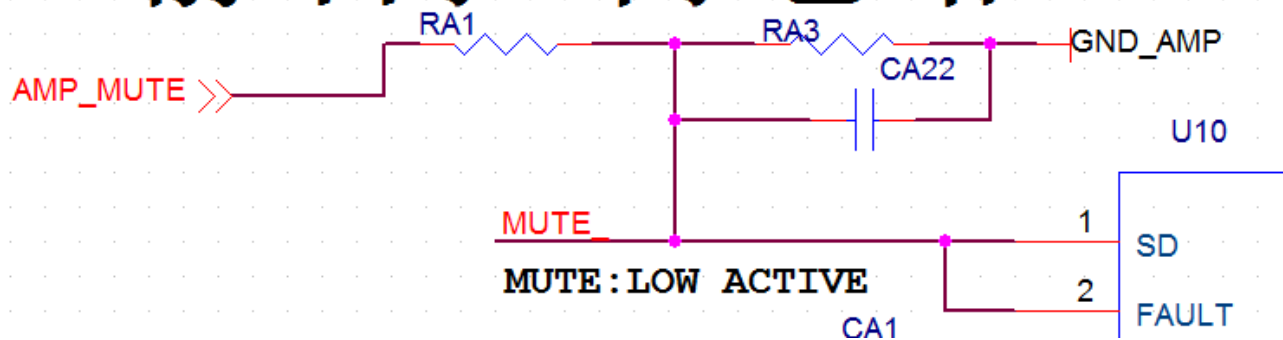 RA1
RA3
GND_AMP
CA22
AMP_MUTE
U10
MUTE_
1
SD
MUTE:LOW ACTIVE
2
FAULT
CA1